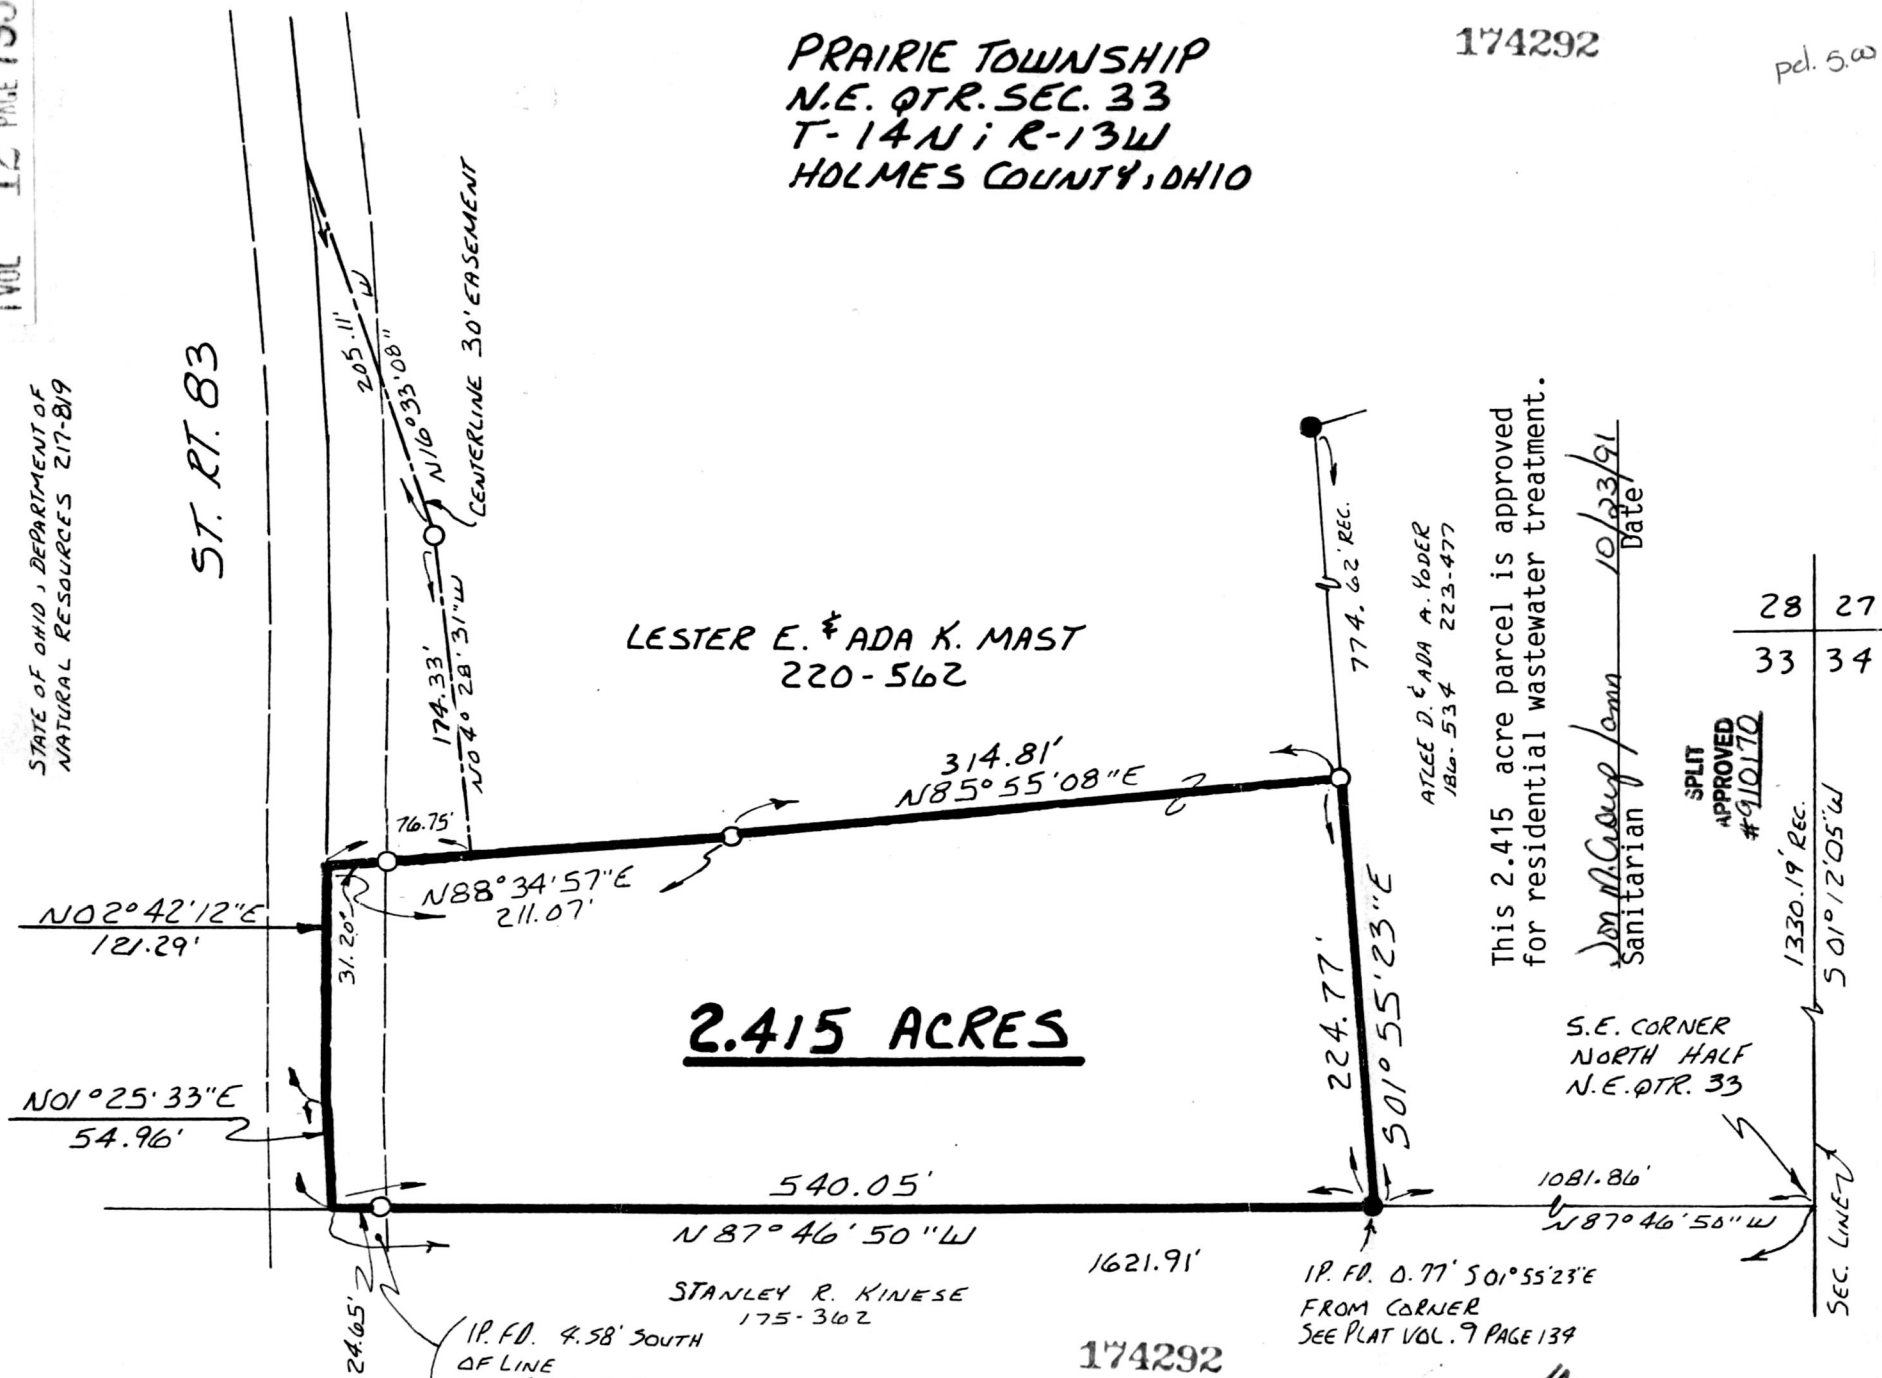 VOL 12 PAGE
PRAIRIE TOWNSHIP
N.E. QTR. SEC. 33
T-14N; R-13W
HOLMES COUNTY, OHIO
174292
pd. 5.00
STATE OF OHIO, DEPARTMENT OF
NATURAL RESOURCES 217-819
ST. RT. 83
205.11'
N16°33'08" W
CENTERLINE 30' EASEMENT
174.33'
N04°28'31"W
LESTER E. & ADA K. MAST
220-562
774.62' REC.
ATLEE D. & ADA A. YODER
186-534 223-477
This 2.415 acre parcel is approved
for residential wastewater treatment.
10/23/91
Sanitarian Date
28 27
33 34
SPLIT
APPROVED
#910170
1330.19' REC.
S01°12'05"W
314.81'
N85°55'08"E
76.75'
N88°34'57"E
211.07'
N02°42'12"E
121.29'
31.20'
2.415 ACRES
224.77'
S01°55'23"E
S.E. CORNER
NORTH HALF
N.E. QTR. 33
N01°25'33"E
54.96'
540.05'
N87°46'50"W
1081.86'
N87°46'50"W
SEC. LINE
1621.91'
STANLEY R. KINESE
175-362
24.65'
I.P. FD. 4.58' SOUTH
OF LINE
I.P. FD. 0.77' S01°55'23"E
FROM CORNER
SEE PLAT VOL. 9 PAGE 134
174292